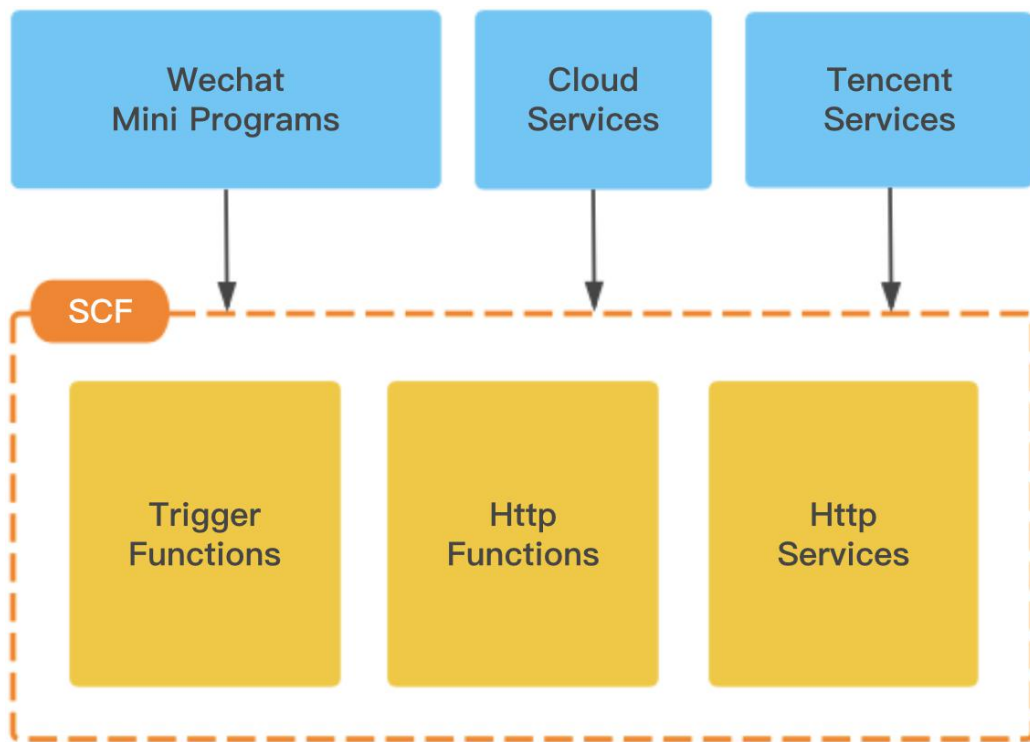 Wechat
Mini Programs
Cloud
Services
Tencent
Services
SCF
Trigger
Functions
Http
Functions
Http
Services